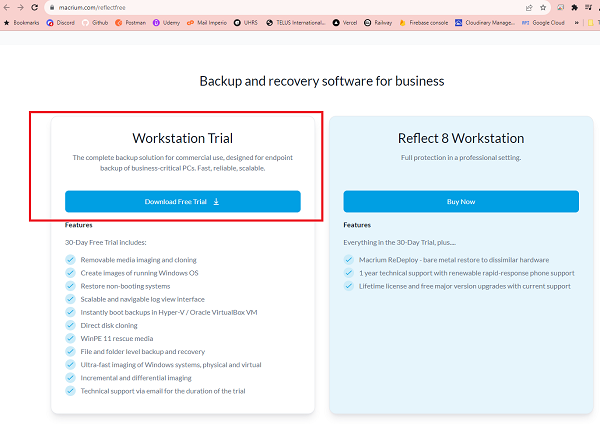 macrium.com/reflectfree
Bookmarks Discord Github Postman Udemy Mail Imperio UHRS TELUS Internationa... Vercel Railway Firebase console Cloudinary Manage... Google Cloud »
Backup and recovery software for business
Workstation Trial
The complete backup solution for commercial use, designed for endpoint
backup of business-critical PCs. Fast, reliable, scalable.
Download Free Trial
Features
30-Day Free Trial includes:
Removable media imaging and cloning
Create images of running Windows OS
Restore non-booting systems
Scalable and navigable log view interface
Instantly boot backups in Hyper-V / Oracle VirtualBox VM
Direct disk cloning
WinPE 11 rescue media
File and folder level backup and recovery
Ultra-fast imaging of Windows systems, physical and virtual
Incremental and differential imaging
Technical support via email for the duration of the trial
Reflect 8 Workstation
Full protection in a professional setting.
Buy Now
Features
Everything in the 30-Day Trial, plus....
Macrium ReDeploy - bare metal restore to dissimilar hardware
1 year technical support with renewable rapid-response phone support
Lifetime license and free major version upgrades with current support